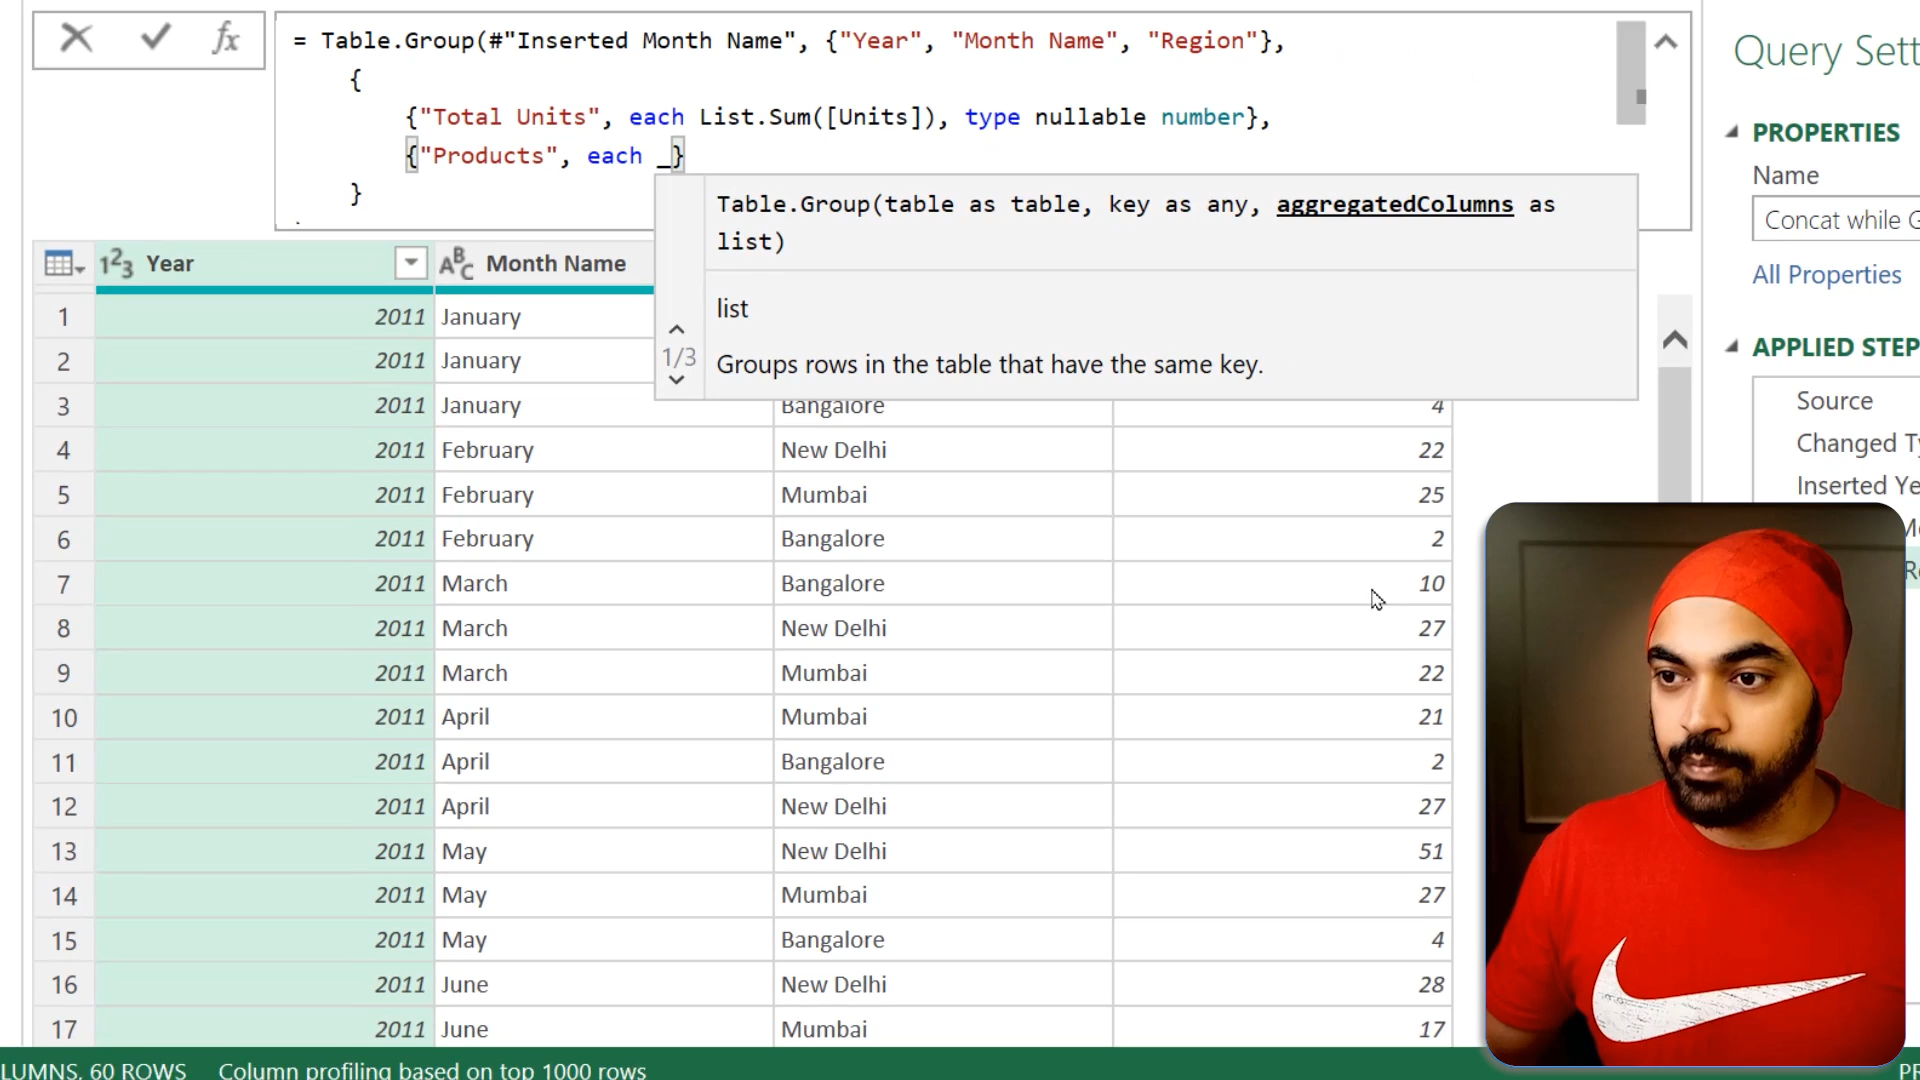 fx
= Table.Group(#"Inserted Month Name", {"Year", "Month Name", "Region"},
{
{"Total Units", each List.Sum([Units]), type nullable number},
{"Products", each _}
}
Table.Group(table as table, key as any, aggregatedColumns as
list)
list
1/3
Groups rows in the table that have the same key.
Query Sett
PROPERTIES
Name
Concat while G
All Properties
APPLIED STEP
Source
Changed Ty
Inserted Ye
123 Year
ABC Month Name
1 2011 January
2 2011 January
3 2011 January Bangalore 4
4 2011 February New Delhi 22
5 2011 February Mumbai 25
6 2011 February Bangalore 2
7 2011 March Bangalore 10
8 2011 March New Delhi 27
9 2011 March Mumbai 22
10 2011 April Mumbai 21
11 2011 April Bangalore 2
12 2011 April New Delhi 27
13 2011 May New Delhi 51
14 2011 May Mumbai 27
15 2011 May Bangalore 4
16 2011 June New Delhi 28
17 2011 June Mumbai 17
LUMNS, 60 ROWS Column profiling based on top 1000 rows
PR